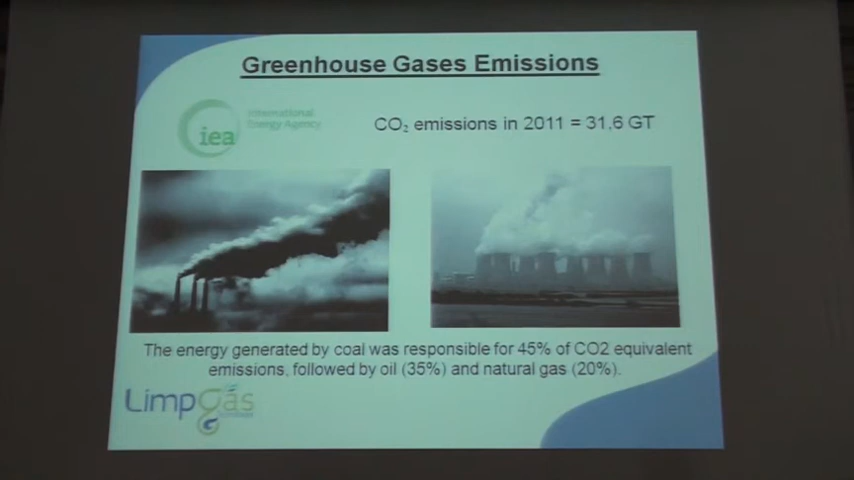 Greenhouse Gases Emissions
iea
International
Energy Agency
CO₂ emissions in 2011 = 31,6 GT
The energy generated by coal was responsible for 45% of CO2 equivalent
emissions, followed by oil (35%) and natural gas (20%).
Limpgás